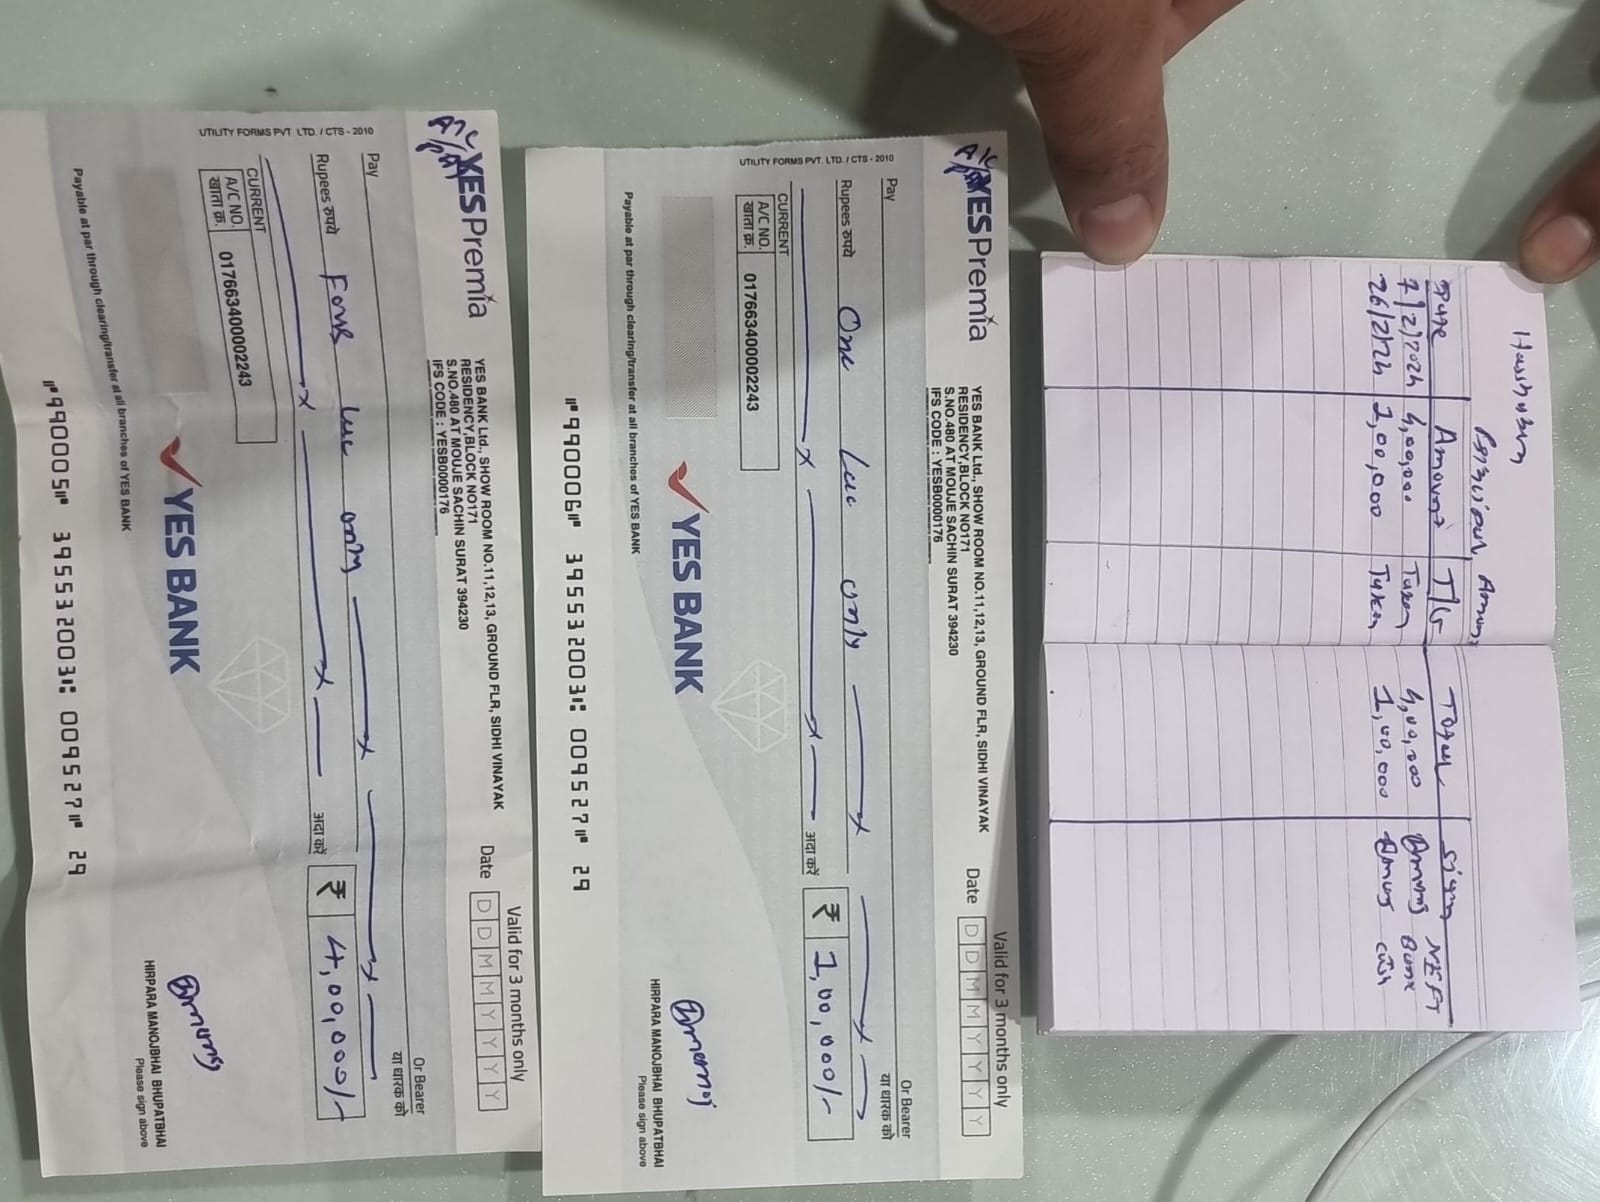 A/C
YES Premia
YES BANK Ltd., SHOW ROOM NO.11,12,13, GROUND FLR, SIDHI VINAYAK
RESIDENCY,BLOCK NO171
S.NO.480 AT MOUJE SACHIN SURAT 394230
IFS CODE : YESB0000176
Valid for 3 months only
Date D D M M Y Y Y Y
Pay
Or Bearer
या धारक को
Rupees रुपये Four Lac only
अदा करें ₹ 4,00,000/-
CURRENT
A/C NO.
खाता क्र. 017663400002243
UTILITY FORMS PVT. LTD. / CTS - 2010
YES BANK
HIRPARA MANOJBHAI BHUPATBHAI
Please sign above
Payable at par through clearing/transfer at all branches of YES BANK
⑈990005⑈ 395532003⑆ 009527⑈ 29
A/C
YES Premia
YES BANK Ltd., SHOW ROOM NO.11,12,13, GROUND FLR, SIDHI VINAYAK
RESIDENCY,BLOCK NO171
S.NO.480 AT MOUJE SACHIN SURAT 394230
IFS CODE : YESB0000176
Valid for 3 months only
Date D D M M Y Y Y Y
Pay
Or Bearer
या धारक को
Rupees रुपये One Lac only
अदा करें ₹ 1,00,000/-
CURRENT
A/C NO.
खाता क्र. 017663400002243
UTILITY FORMS PVT. LTD. / CTS - 2010
YES BANK
HIRPARA MANOJBHAI BHUPATBHAI
Please sign above
Payable at par through clearing/transfer at all branches of YES BANK
⑈990006⑈ 395532003⑆ 009527⑈ 29
Date Amount T/G Total Sign
7/2/2024 4,00,000 Taken 4,00,000 NEFT Bank
26/2/24 1,00,000 Taken 1,00,000 cash